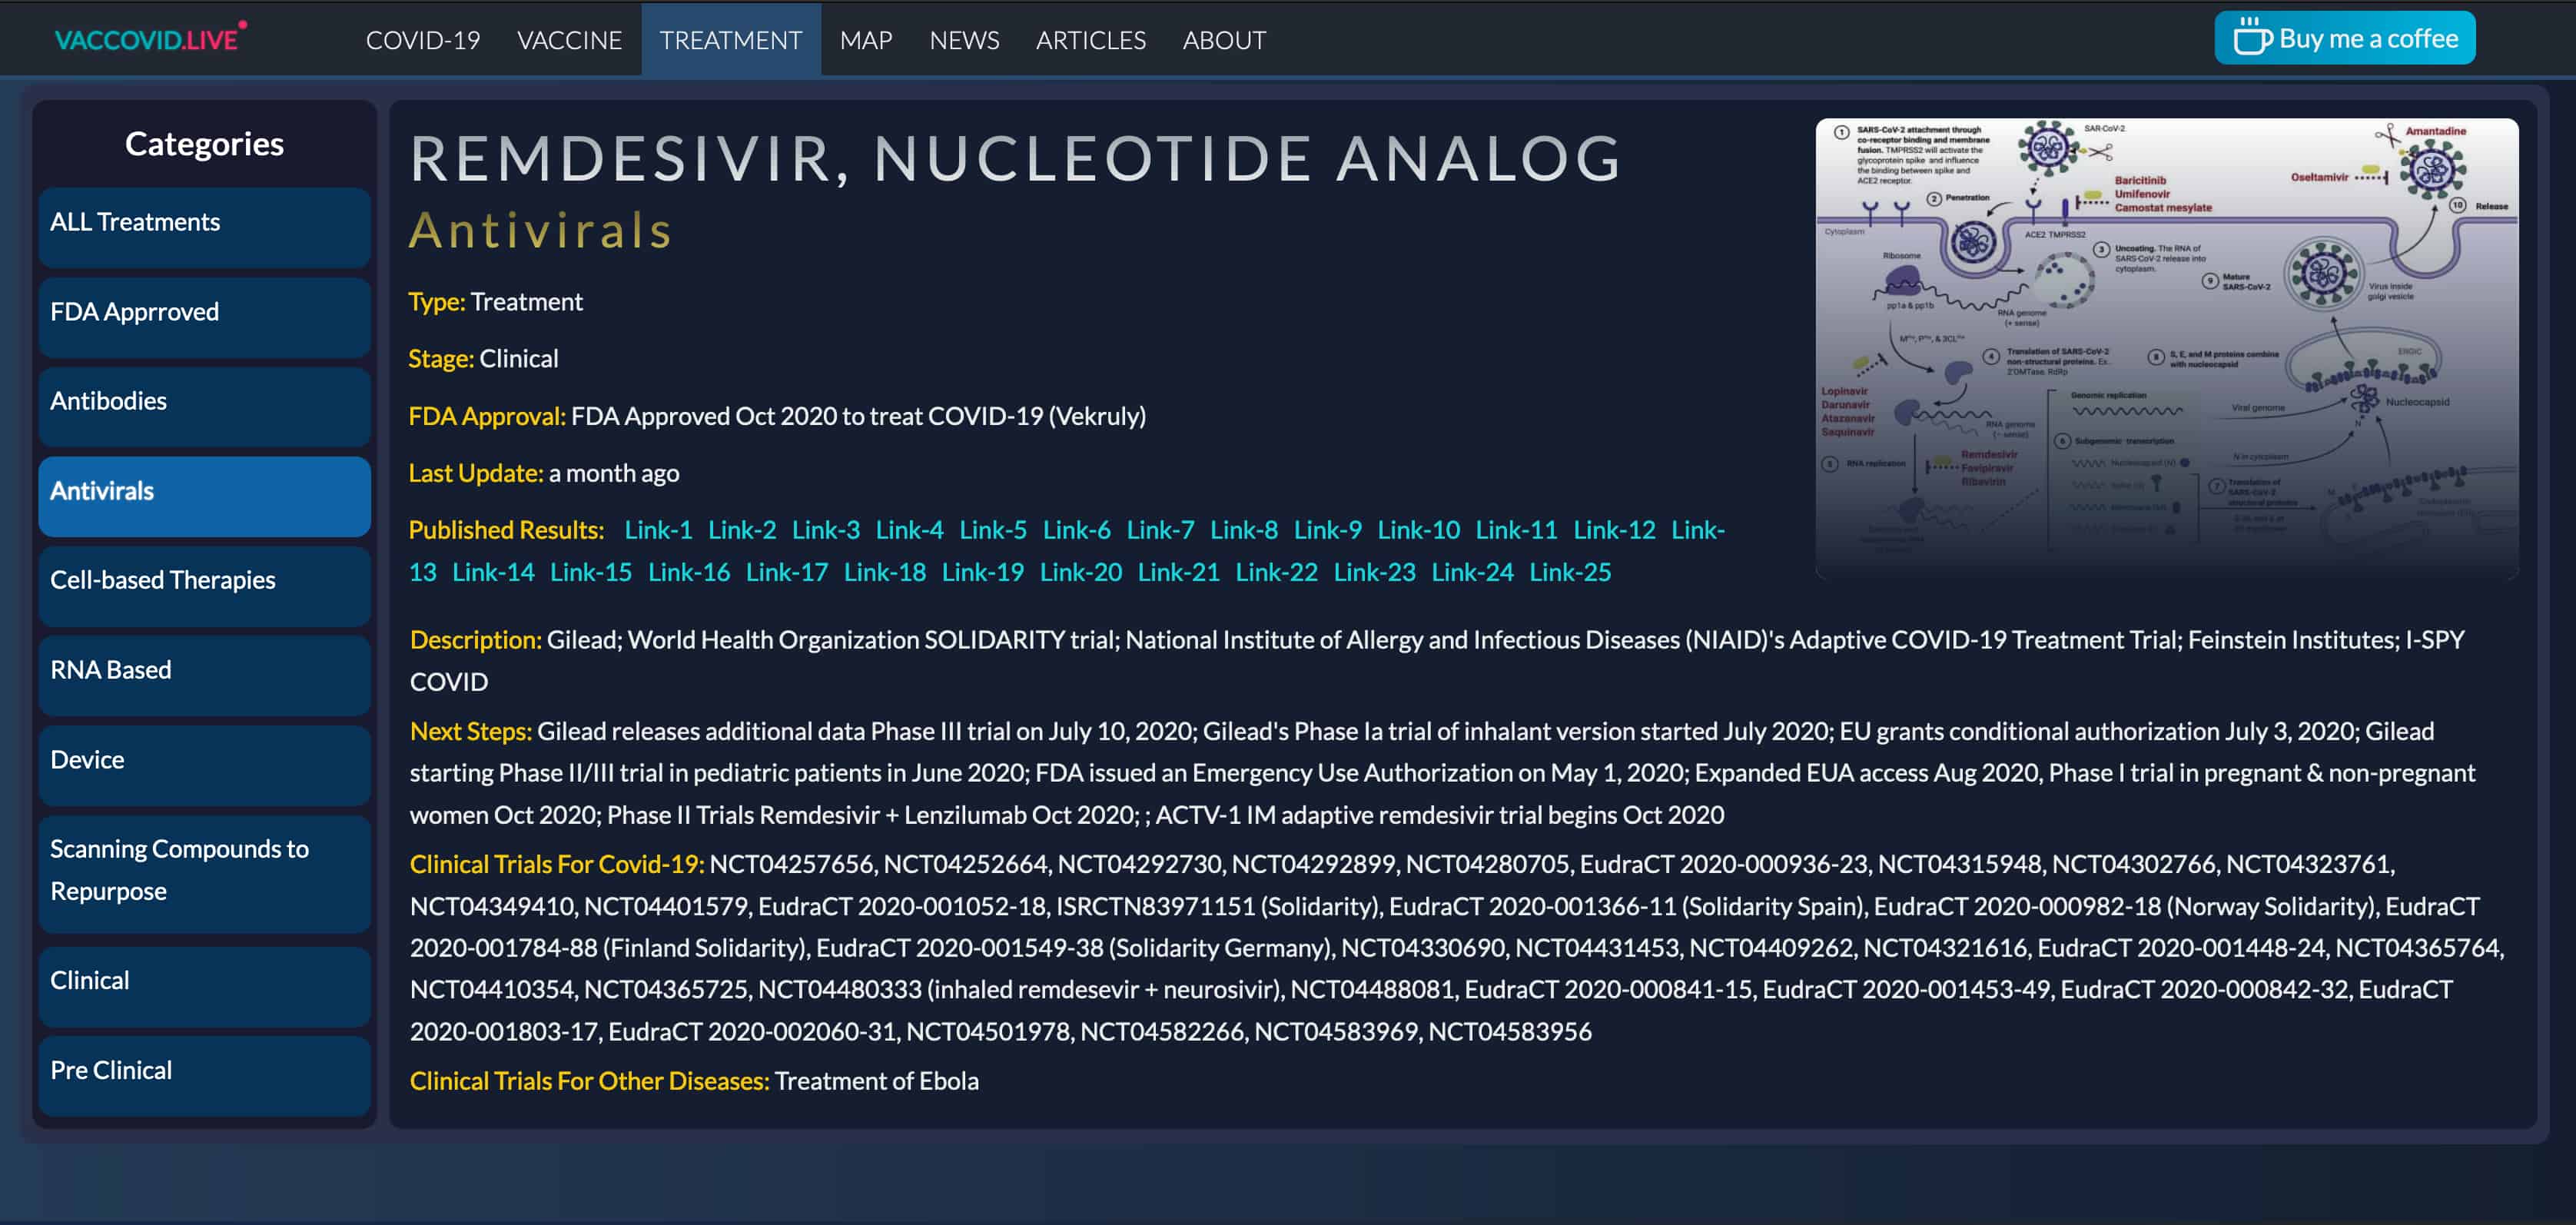 VACCOVID.LIVE
COVID-19 VACCINE TREATMENT MAP NEWS ARTICLES ABOUT
Buy me a coffee
Categories
ALL Treatments
FDA Apprroved
Antibodies
Antivirals
Cell-based Therapies
RNA Based
Device
Scanning Compounds to
Repurpose
Clinical
Pre Clinical
REMDESIVIR, NUCLEOTIDE ANALOG
Antivirals
Type: Treatment
Stage: Clinical
FDA Approval: FDA Approved Oct 2020 to treat COVID-19 (Vekruly)
Last Update: a month ago
Published Results: Link-1 Link-2 Link-3 Link-4 Link-5 Link-6 Link-7 Link-8 Link-9 Link-10 Link-11 Link-12 Link-
13 Link-14 Link-15 Link-16 Link-17 Link-18 Link-19 Link-20 Link-21 Link-22 Link-23 Link-24 Link-25
1 SARS-CoV-2 attachment through
co-receptor binding and membrane
fusion. TMPRSS2 will activate the
glycoprotein spike and influence
the binding between spike and
ACE2 receptor.
SAR-CoV-2
Amantadine
Oseltamivir
Baricitinib
Umifenovir
Camostat mesylate
2 Penetration
10 Release
Cytoplasm
ACE2 TMPRSS2
3 Uncoating. The RNA of
SARS-CoV-2 release into
cytoplasm.
Ribosome
pp1a & pp1b
RNA genome
(+ sense)
9 Mature
SARS-CoV-2
Virus inside
golgi vesicle
4 Translation of SARS-CoV-2
non-structural proteins. Ex.
2'OMTase, RdRp
8 S, E, and M proteins combine
with nucleocapsid
ERGIC
Lopinavir
Darunavir
Atazanavir
Saquinavir
Genomic replication
Viral genome
Nucleocapsid
RNA genome
(- sense)
6 Subgenomic transcription
5 RNA replication
Remdesivir
Favipiravir
Ribavirin
Nucleocapsid (N)
N in cytoplasm
7 Translation of
SARS-CoV-2
structural proteins
Description: Gilead; World Health Organization SOLIDARITY trial; National Institute of Allergy and Infectious Diseases (NIAID)'s Adaptive COVID-19 Treatment Trial; Feinstein Institutes; I-SPY
COVID
Next Steps: Gilead releases additional data Phase III trial on July 10, 2020; Gilead's Phase Ia trial of inhalant version started July 2020; EU grants conditional authorization July 3, 2020; Gilead
starting Phase II/III trial in pediatric patients in June 2020; FDA issued an Emergency Use Authorization on May 1, 2020; Expanded EUA access Aug 2020, Phase I trial in pregnant & non-pregnant
women Oct 2020; Phase II Trials Remdesivir + Lenzilumab Oct 2020; ; ACTV-1 IM adaptive remdesivir trial begins Oct 2020
Clinical Trials For Covid-19: NCT04257656, NCT04252664, NCT04292730, NCT04292899, NCT04280705, EudraCT 2020-000936-23, NCT04315948, NCT04302766, NCT04323761,
NCT04349410, NCT04401579, EudraCT 2020-001052-18, ISRCTN83971151 (Solidarity), EudraCT 2020-001366-11 (Solidarity Spain), EudraCT 2020-000982-18 (Norway Solidarity), EudraCT
2020-001784-88 (Finland Solidarity), EudraCT 2020-001549-38 (Solidarity Germany), NCT04330690, NCT04431453, NCT04409262, NCT04321616, EudraCT 2020-001448-24, NCT04365764,
NCT04410354, NCT04365725, NCT04480333 (inhaled remdesevir + neurosivir), NCT04488081, EudraCT 2020-000841-15, EudraCT 2020-001453-49, EudraCT 2020-000842-32, EudraCT
2020-001803-17, EudraCT 2020-002060-31, NCT04501978, NCT04582266, NCT04583969, NCT04583956
Clinical Trials For Other Diseases: Treatment of Ebola